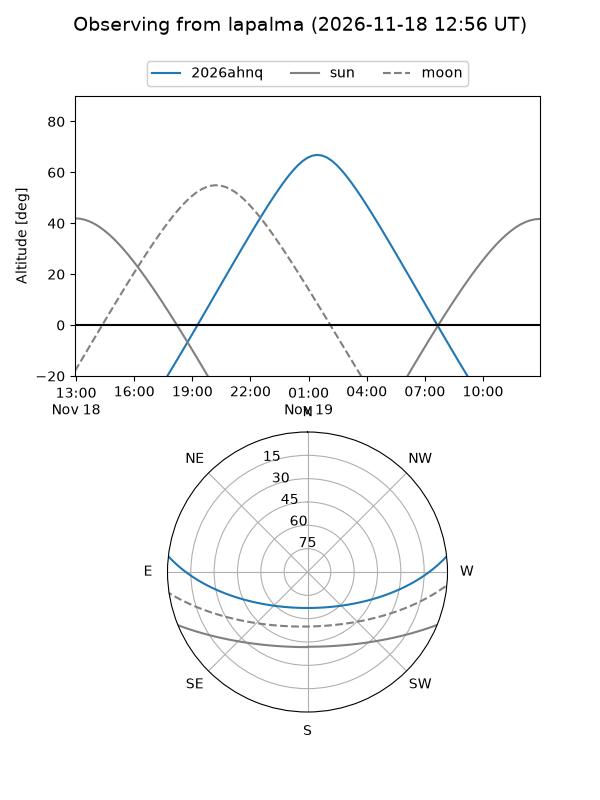 Observing from lapalma (2026-11-18 12:56 UT)
2026ahnq
sun
moon
Altitude [deg]
80
60
40
20
0
−20
13:00
Nov 18
16:00
19:00
22:00
01:00
Nov 19
04:00
07:00
10:00
N
NE
NW
15
30
45
60
75
E
W
SE
SW
S